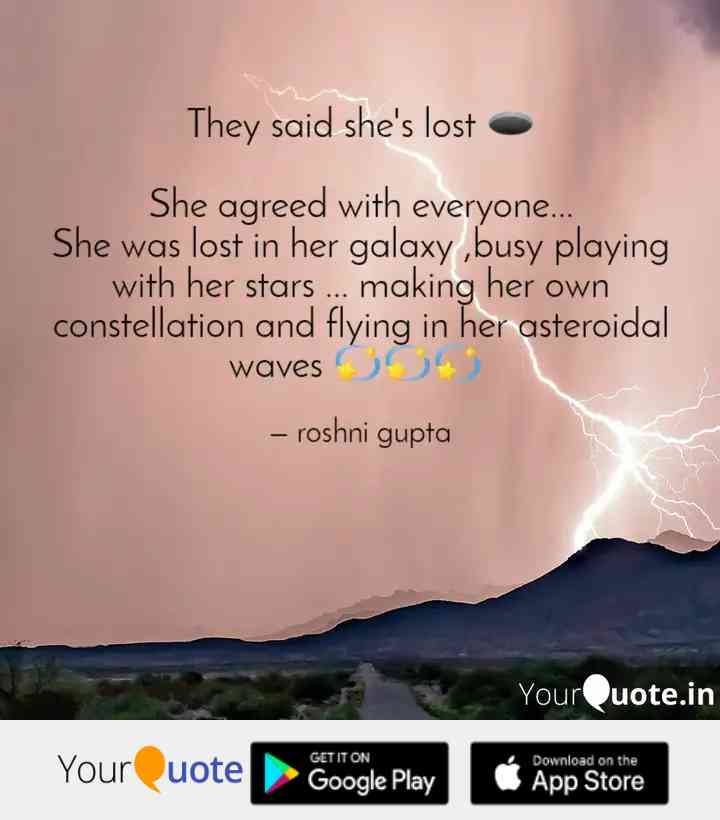 They said she's lost 🕳️
She agreed with everyone...
She was lost in her galaxy ,busy playing
with her stars ... making her own
constellation and flying in her asteroidal
waves 💫💫💫
– roshni gupta
YourQuote.in
YourQuote
GET IT ON
Google Play
Download on the
App Store